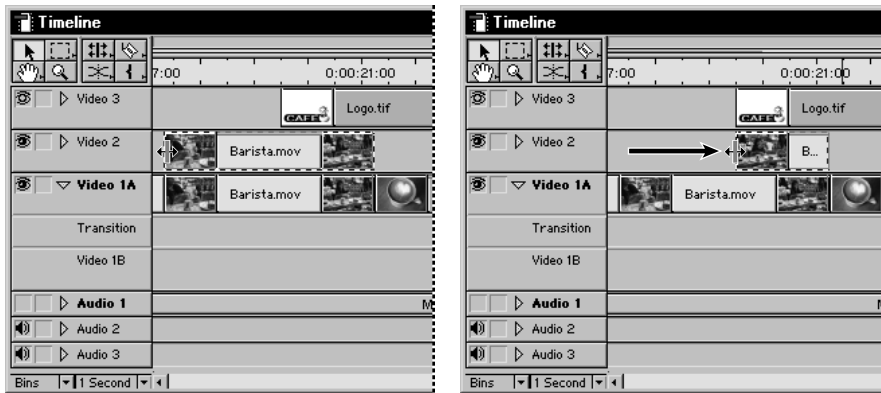 Timeline
7:00 0:00:21:00
Video 3
CAFE
Logo.tif
Video 2
Barista.mov
Video 1A
Barista.mov
Transition
Video 1B
Audio 1
M
Audio 2
Audio 3
Bins 1 Second
Timeline
7:00 0:00:21:00
Video 3
CAFE
Logo.tif
Video 2
B...
Video 1A
Barista.mov
Transition
Video 1B
Audio 1
Audio 2
Audio 3
Bins 1 Second